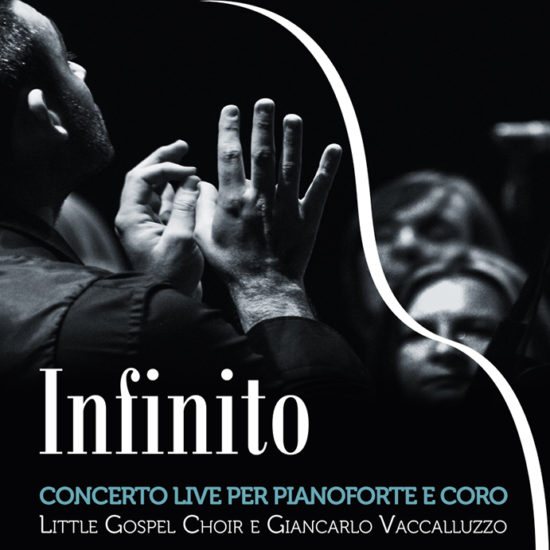 Infinito
CONCERTO LIVE PER PIANOFORTE E CORO
LITTLE GOSPEL CHOIR E GIANCARLO VACCALLUZZO